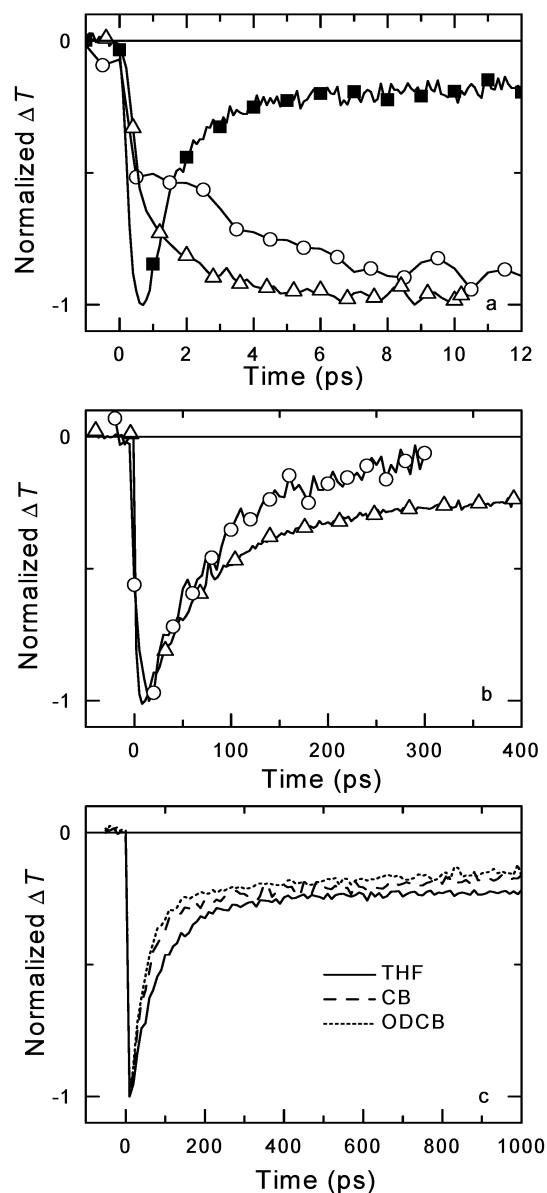 0
-1
Normalized ΔT
a
0 2 4 6 8 10 12
Time (ps)
0
-1
Normalized ΔT
b
0 100 200 300 400
Time (ps)
0
-1
Normalized ΔT
THF
CB
ODCB
c
0 200 400 600 800 1000
Time (ps)